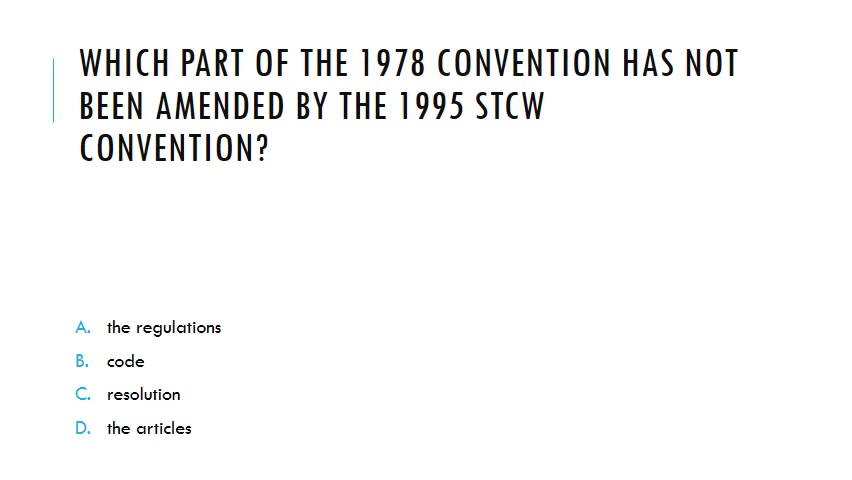 WHICH PART OF THE 1978 CONVENTION HAS NOT
BEEN AMENDED BY THE 1995 STCW
CONVENTION?
A. the regulations
B. code
C. resolution
D. the articles